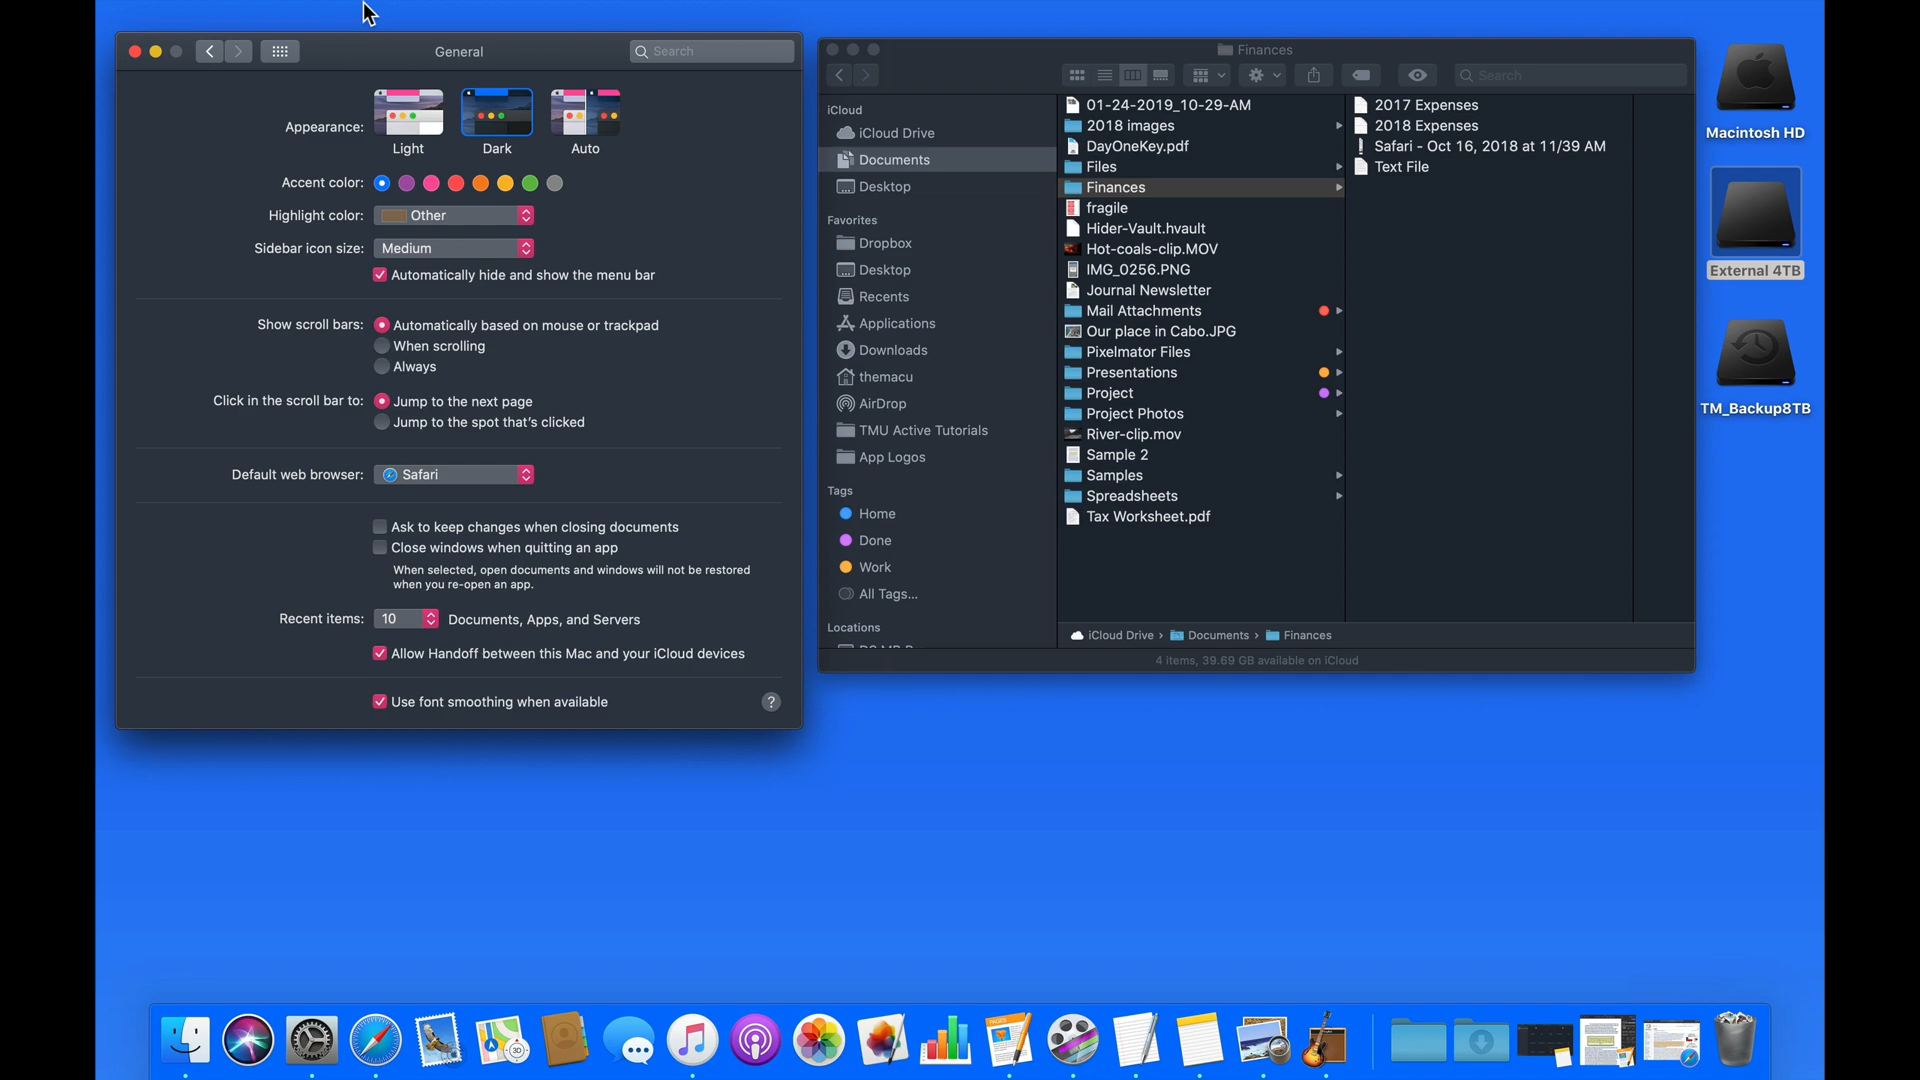 General
Search
Appearance:
Light
Dark
Auto
Accent color:
Highlight color:
Other
Sidebar icon size:
Medium
Automatically hide and show the menu bar
Show scroll bars:
Automatically based on mouse or trackpad
When scrolling
Always
Click in the scroll bar to:
Jump to the next page
Jump to the spot that's clicked
Default web browser:
Safari
Ask to keep changes when closing documents
Close windows when quitting an app
When selected, open documents and windows will not be restored
when you re-open an app.
Recent items:
10
Documents, Apps, and Servers
Allow Handoff between this Mac and your iCloud devices
Use font smoothing when available
?
Finances
Search
iCloud
iCloud Drive
Documents
Desktop
Favorites
Dropbox
Desktop
Recents
Applications
Downloads
themacu
AirDrop
TMU Active Tutorials
App Logos
Tags
Home
Done
Work
All Tags...
Locations
01-24-2019_10-29-AM
2018 images
DayOneKey.pdf
Files
Finances
fragile
Hider-Vault.hvault
Hot-coals-clip.MOV
IMG_0256.PNG
Journal Newsletter
Mail Attachments
Our place in Cabo.JPG
Pixelmator Files
Presentations
Project
Project Photos
River-clip.mov
Sample 2
Samples
Spreadsheets
Tax Worksheet.pdf
2017 Expenses
2018 Expenses
Safari - Oct 16, 2018 at 11/39 AM
Text File
iCloud Drive › Documents › Finances
4 items, 39.69 GB available on iCloud
Macintosh HD
External 4TB
TM_Backup8TB
3D
PAGES